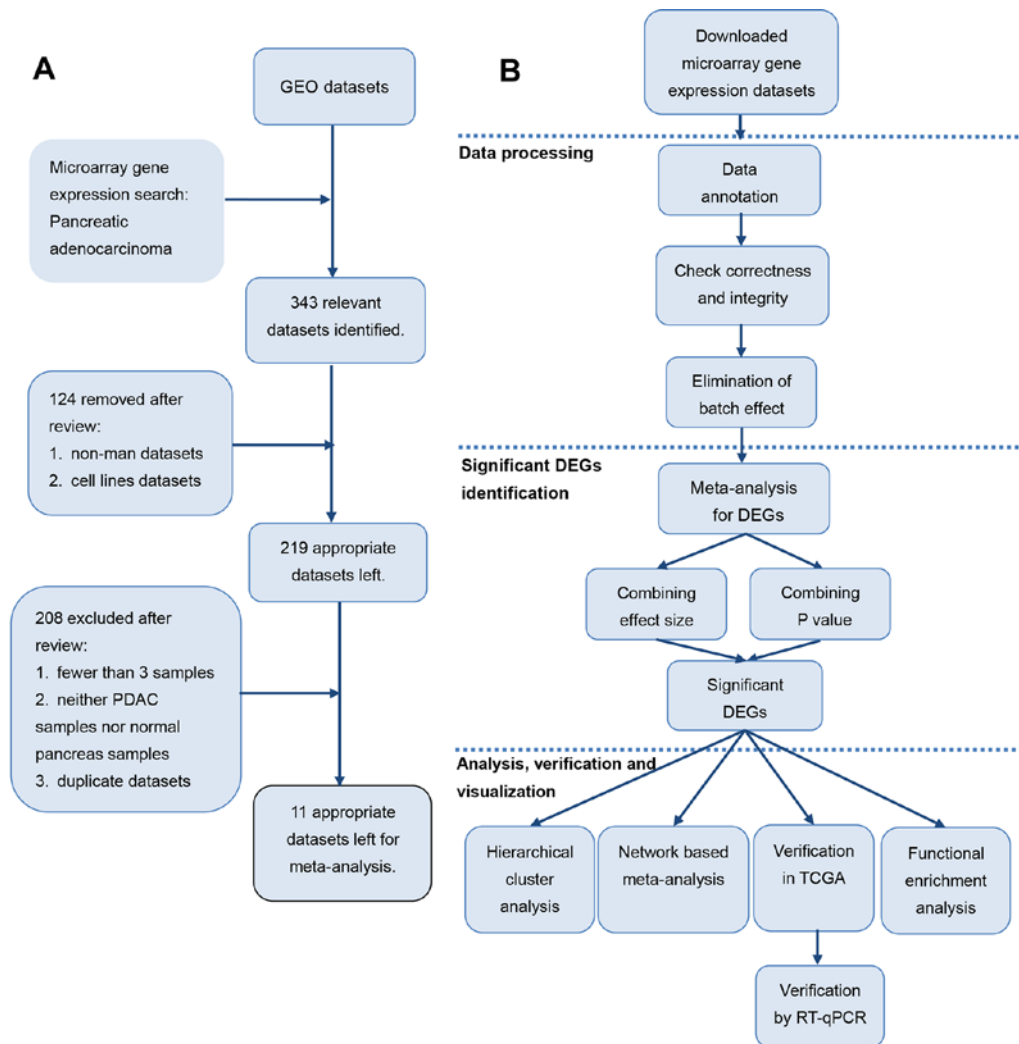 A
GEO datasets
Microarray gene
expression search:
Pancreatic
adenocarcinoma
343 relevant
datasets identified.
124 removed after
review:
1. non-man datasets
2. cell lines datasets
219 appropriate
datasets left.
208 excluded after
review:
1. fewer than 3 samples
2. neither PDAC
samples nor normal
pancreas samples
3. duplicate datasets
11 appropriate
datasets left for
meta-analysis.
B
Downloaded
microarray gene
expression datasets
Data processing
Data
annotation
Check correctness
and integrity
Elimination of
batch effect
Significant DEGs
identification
Meta-analysis
for DEGs
Combining
effect size
Combining
P value
Significant
DEGs
Analysis, verification and
visualization
Hierarchical
cluster
analysis
Network based
meta-analysis
Verification
in TCGA
Functional
enrichment
analysis
Verification
by RT-qPCR